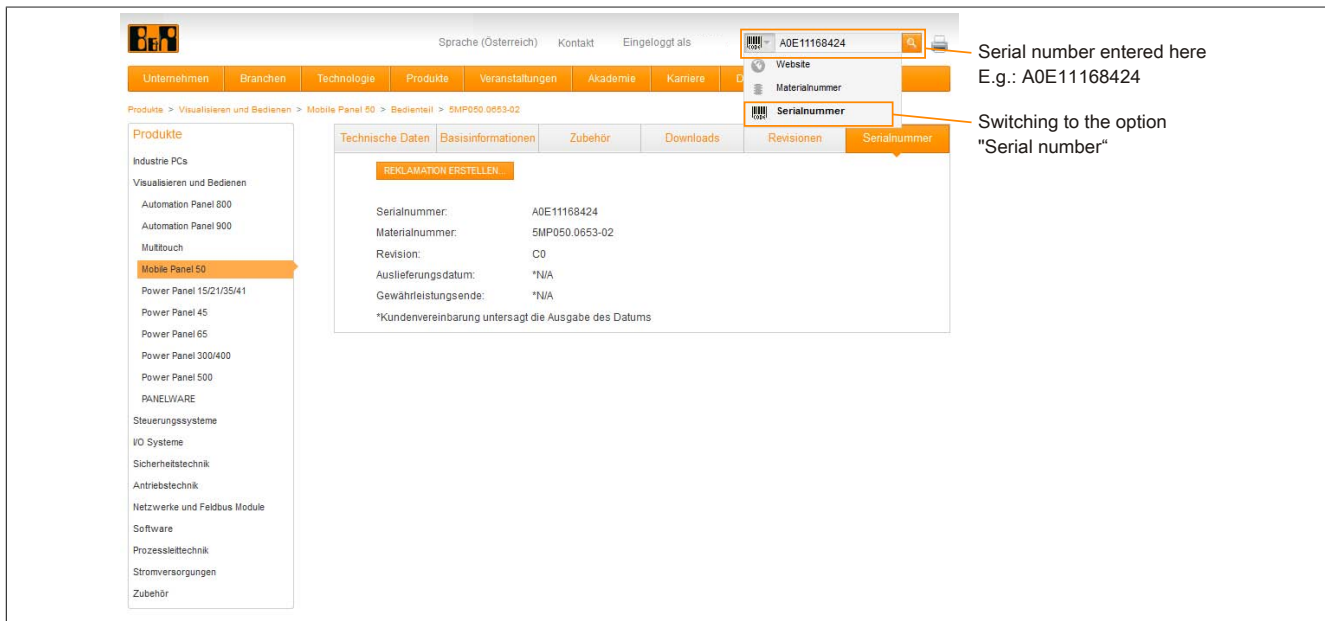 B&R
Sprache (Österreich) Kontakt Eingeloggt als
A0E11168424
Serial number entered here
E.g.: A0E11168424
Website
Materialnummer
Serialnummer
Switching to the option
"Serial number“
Unternehmen Branchen Technologie Produkte Veranstaltungen Akademie Karriere D
Produkte > Visualisieren und Bedienen > Mobile Panel 50 > Bedienteil > 5MP050.0653-02
Produkte
Industrie PCs
Visualisieren und Bedienen
Automation Panel 800
Automation Panel 900
Multitouch
Mobile Panel 50
Power Panel 15/21/35/41
Power Panel 45
Power Panel 65
Power Panel 300/400
Power Panel 500
PANELWARE
Steuerungssysteme
I/O Systeme
Sicherheitstechnik
Antriebstechnik
Netzwerke und Feldbus Module
Software
Prozessleittechnik
Stromversorgungen
Zubehör
Technische Daten Basisinformationen Zubehör Downloads Revisionen Serialnummer
REKLAMATION ERSTELLEN...
Serialnummer: A0E11168424
Materialnummer: 5MP050.0653-02
Revision: C0
Auslieferungsdatum: *N/A
Gewährleistungsende: *N/A
*Kundenvereinbarung untersagt die Ausgabe des Datums